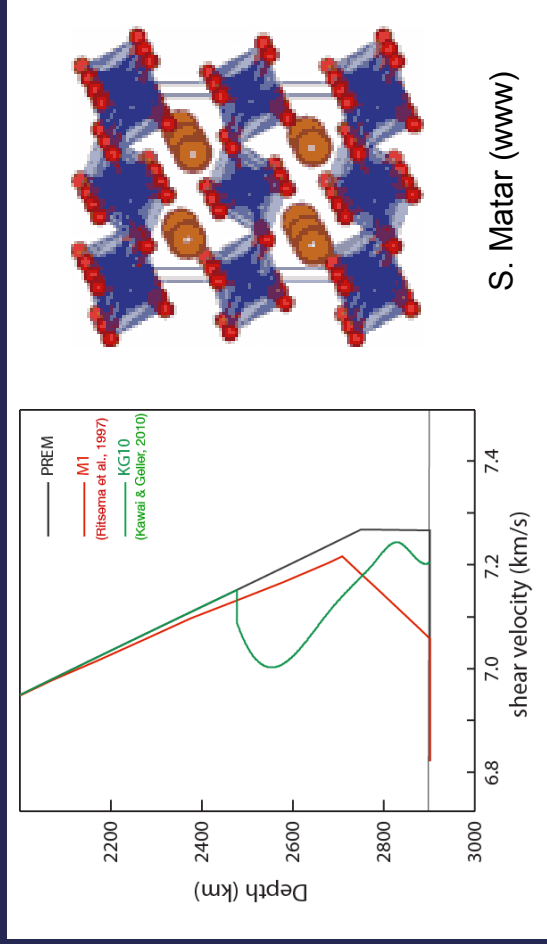 S. Matar (www)
PREM
M1
(Ritsema et al., 1997)
KG10
(Kawai & Geller, 2010)
Depth (km)
2200
2400
2600
2800
3000
6.8
7.0
7.2
7.4
shear velocity (km/s)